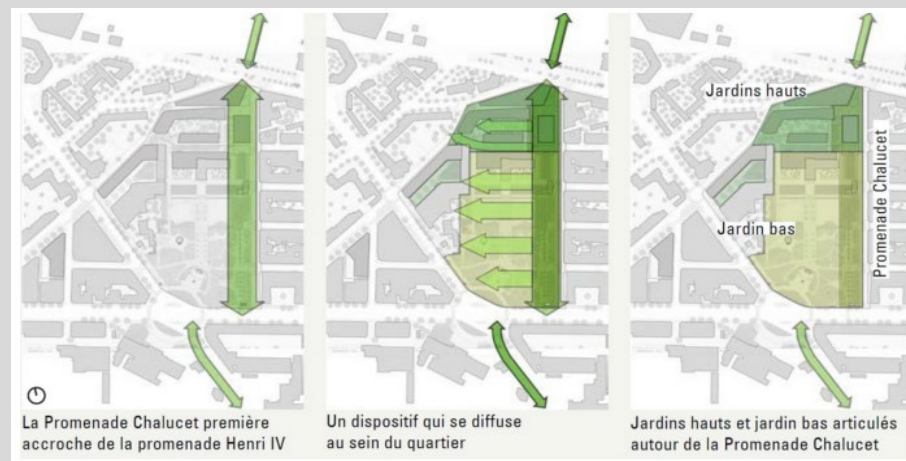 Jardins hauts
Promenade Chalucet
Jardin bas
La Promenade Chalucet première
accroche de la promenade Henri IV
Un dispositif qui se diffuse
au sein du quartier
Jardins hauts et jardin bas articulés
autour de la Promenade Chalucet